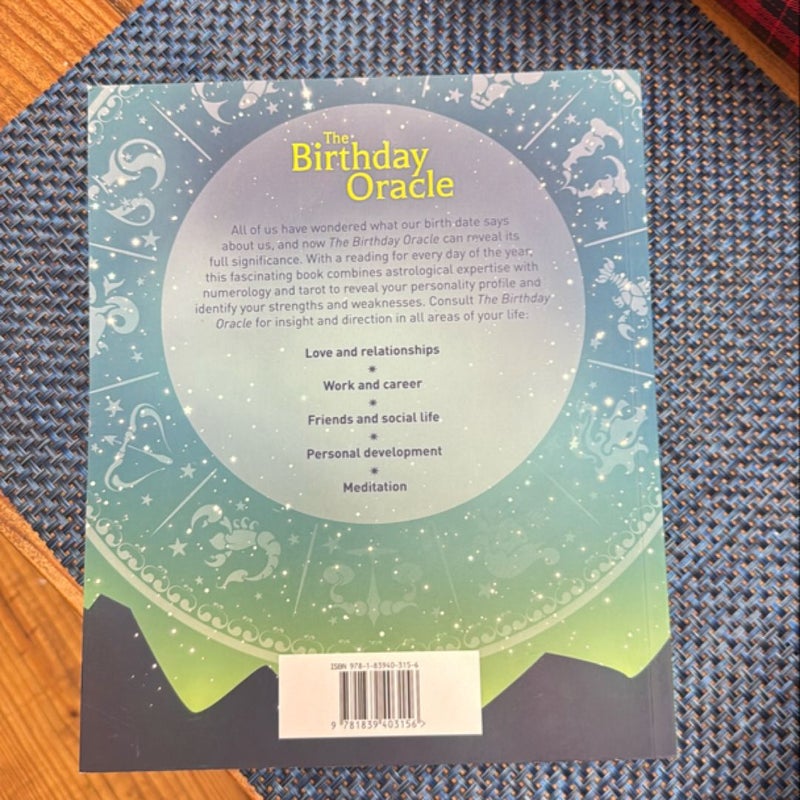 The
Birthday
Oracle
All of us have wondered what our birth date says
about us, and now The Birthday Oracle can reveal its
full significance. With a reading for every day of the year,
this fascinating book combines astrological expertise with
numerology and tarot to reveal your personality profile and
identify your strengths and weaknesses. Consult The Birthday
Oracle for insight and direction in all areas of your life:
Love and relationships
Work and career
Friends and social life
Personal development
Meditation
ISBN 978-1-83940-315-6
9 781839 403156>